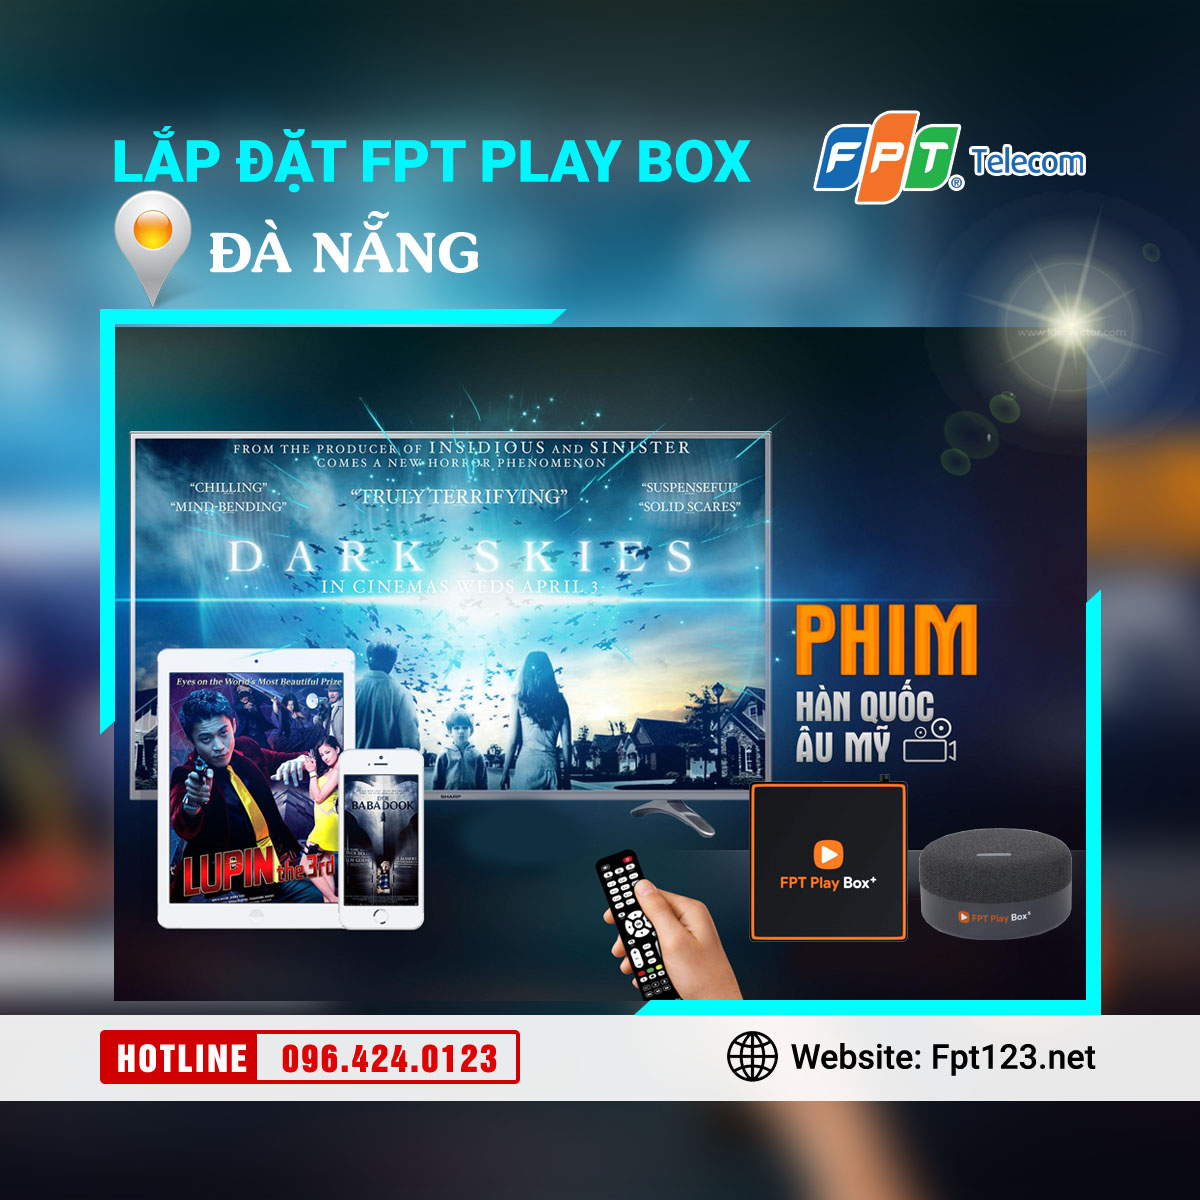 LẮP ĐẶT FPT PLAY BOX
FPT® Telecom
ĐÀ NẴNG
FROM THE PRODUCER OF INSIDIOUS AND SINISTER
COMES A NEW HORROR PHENOMENON
“CHILLING”
“MIND-BENDING”
“TRULY TERRIFYING”
“SUSPENSEFUL”
“SOLID SCARES”
DARK SKIES
IN CINEMAS WEDS APRIL 3
PHIM
HÀN QUỐC
ÂU MỸ
Eyes on the World's Most Beautiful Prize
LUPIN the 3rd
DER
BABADOOK
SHARP
FPT Play Box+
FPT Play Box
HOTLINE 096.424.0123
Website: Fpt123.net